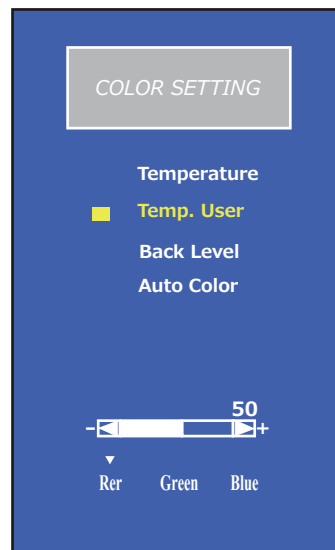 COLOR SETTING
Temperature
Temp. User
Back Level
Auto Color
50
- +
Rer Green Blue